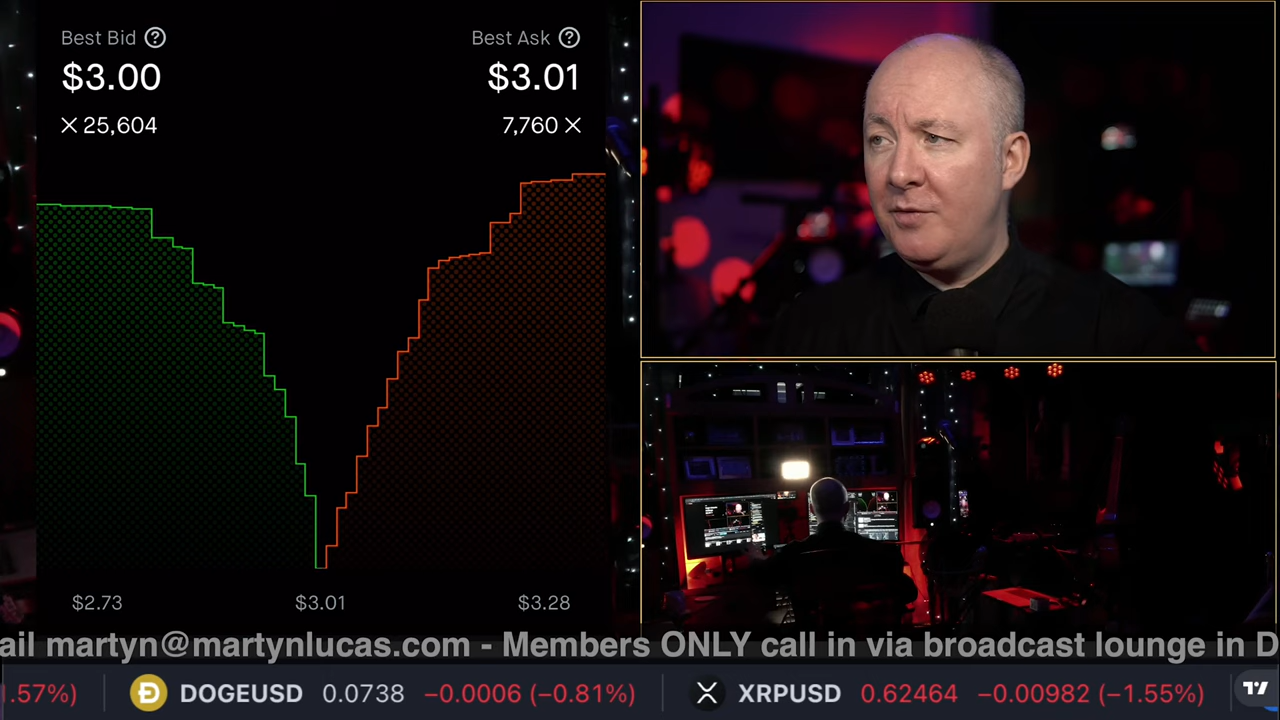 Best Bid ?
$3.00
× 25,604
Best Ask ?
$3.01
7,760 ×
$2.73 $3.01 $3.28
ail martyn@martynlucas.com - Members ONLY call in via broadcast lounge in D
1.57%) DOGEUSD 0.0738 −0.0006 (−0.81%) XRPUSD 0.62464 −0.00982 (−1.55%)